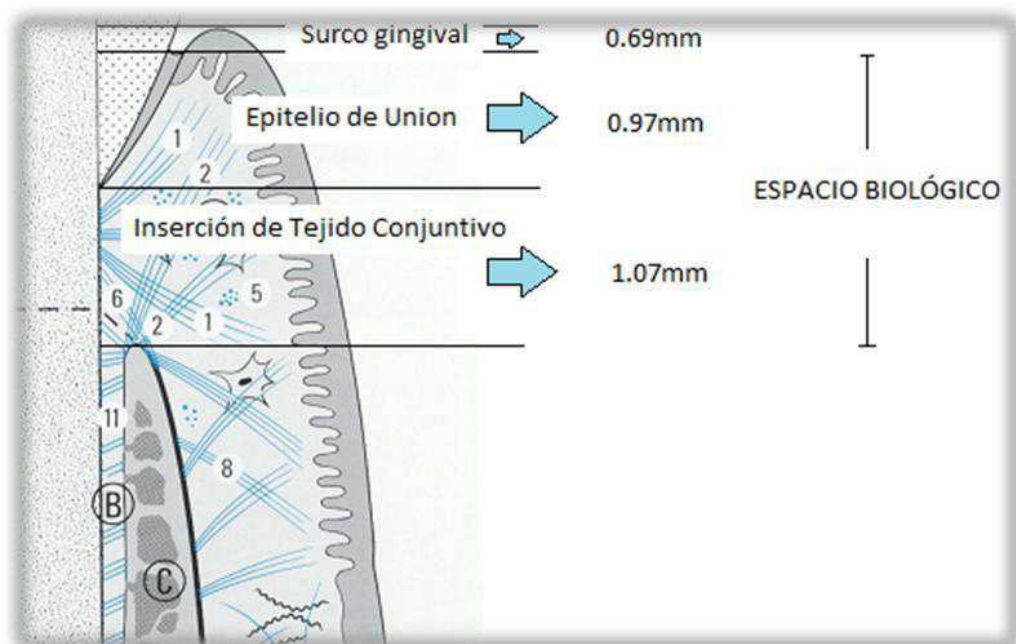 Surco gingival
0.69mm
Epitelio de Union
0.97mm
1
2
ESPACIO BIOLÓGICO
Inserción de Tejido Conjuntivo
1.07mm
6
5
2
1
11
8
B
C